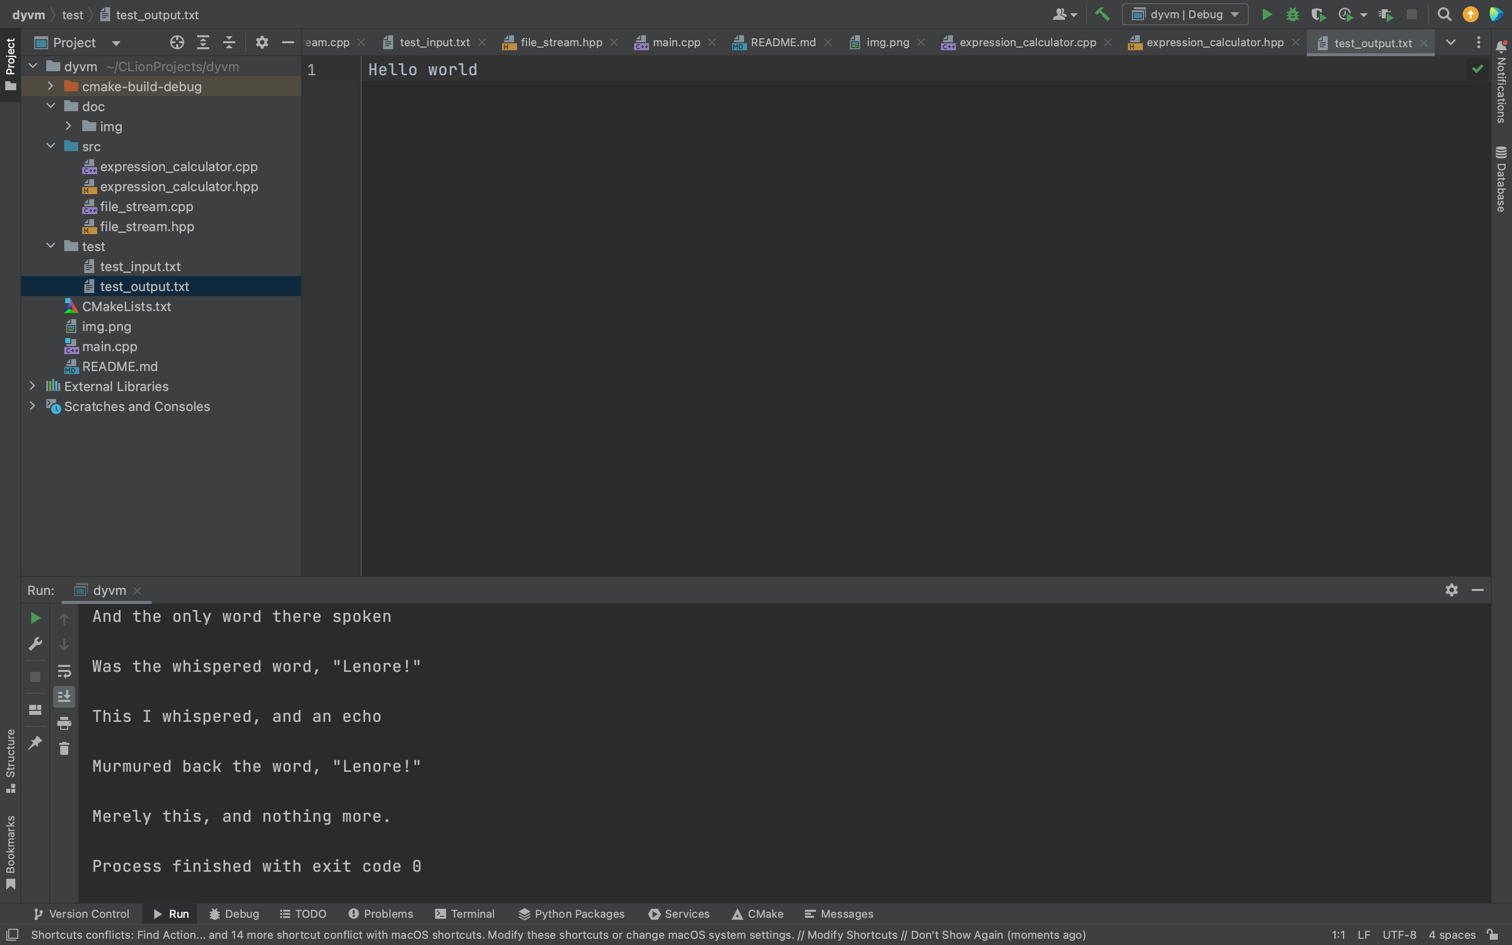 dyvm
test
test_output.txt
dyvm | Debug
Project
Project
eam.cpp
test_input.txt
file_stream.hpp
main.cpp
README.md
img.png
expression_calculator.cpp
expression_calculator.hpp
test_output.txt
Notifications
Database
dyvm ~/CLionProjects/dyvm
cmake-build-debug
doc
img
src
expression_calculator.cpp
expression_calculator.hpp
file_stream.cpp
file_stream.hpp
test
test_input.txt
test_output.txt
CMakeLists.txt
img.png
main.cpp
README.md
External Libraries
Scratches and Consoles
1 Hello world
Run: dyvm
And the only word there spoken
Was the whispered word, "Lenore!"
This I whispered, and an echo
Murmured back the word, "Lenore!"
Merely this, and nothing more.
Process finished with exit code 0
Structure
Bookmarks
Version Control
Run
Debug
TODO
Problems
Terminal
Python Packages
Services
CMake
Messages
Shortcuts conflicts: Find Action... and 14 more shortcut conflict with macOS shortcuts. Modify these shortcuts or change macOS system settings. // Modify Shortcuts // Don't Show Again (moments ago)
1:1 LF UTF-8 4 spaces